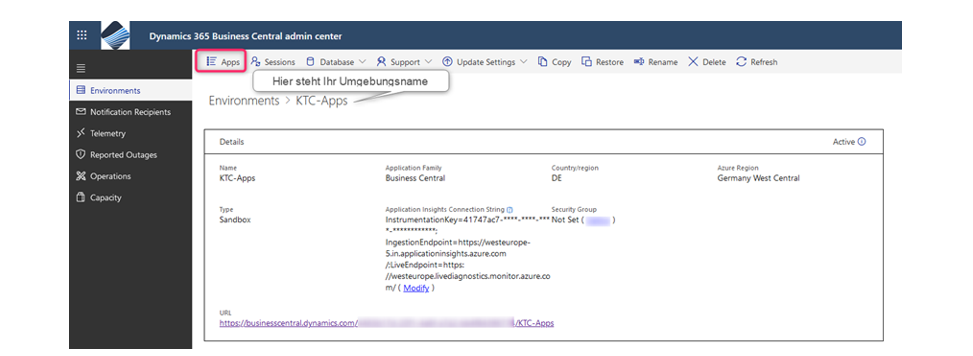 Dynamics 365 Business Central admin center
Apps Sessions Database Support Update Settings Copy Restore Rename Delete Refresh
Hier steht Ihr Umgebungsname
Environments > KTC-Apps
Environments
Notification Recipients
Telemetry
Reported Outages
Operations
Capacity
Details Active
Name Application Family Country/region Azure Region
KTC-Apps Business Central DE Germany West Central
Type Application Insights Connection String Security Group
Sandbox InstrumentationKey=41747ac7-****-****-*** Not Set ( )
*-************;
IngestionEndpoint=https://westeurope-
5.in.applicationinsights.azure.com
/;LiveEndpoint=https:
//westeurope.livediagnostics.monitor.azure.co
m/ ( Modify )
URL
https://businesscentral.dynamics.com/ /KTC-Apps